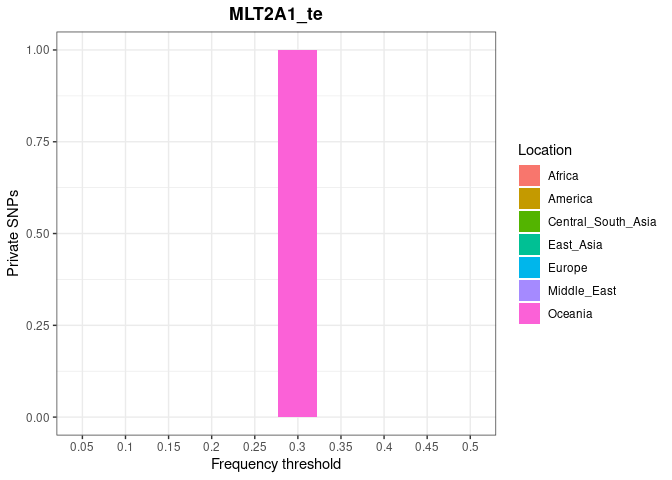 MLT2A1_te
1.00
0.75
0.50
0.25
0.00
Private SNPs
0.05 0.1 0.15 0.2 0.25 0.3 0.35 0.4 0.45 0.5
Frequency threshold
Location
Africa
America
Central_South_Asia
East_Asia
Europe
Middle_East
Oceania